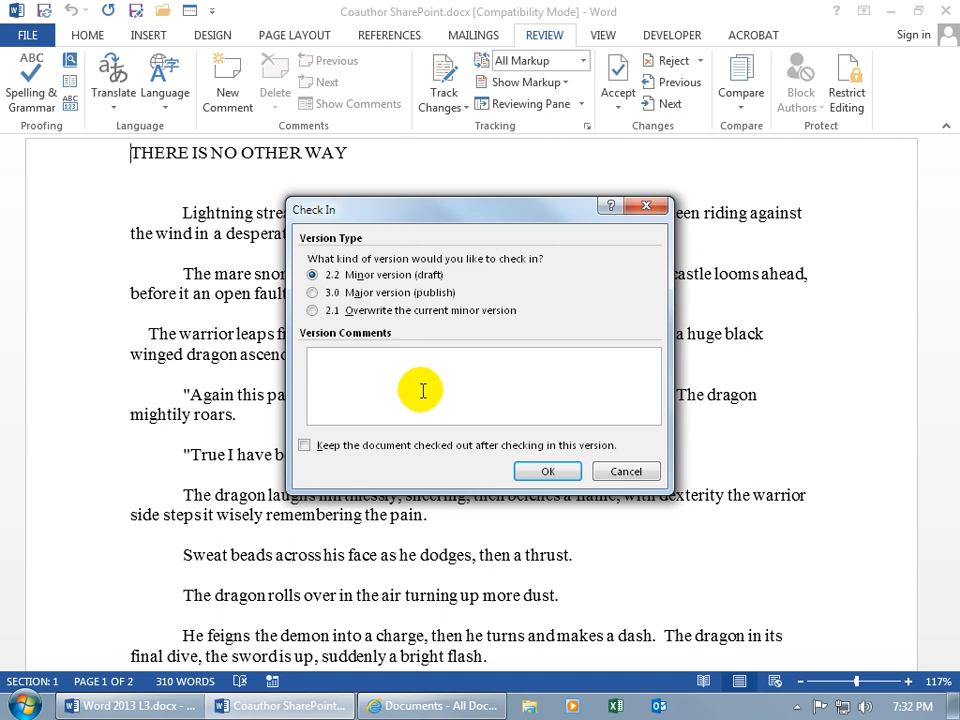 Coauthor SharePoint.docx [Compatibility Mode] - Word
FILE HOME INSERT DESIGN PAGE LAYOUT REFERENCES MAILINGS REVIEW VIEW DEVELOPER ACROBAT Sign in
ABC Spelling & Grammar
Proofing
Translate Language
Language
New Comment Delete Previous Next Show Comments
Comments
Track Changes All Markup Show Markup Reviewing Pane
Tracking
Accept Reject Previous Next
Changes
Compare
Compare
Block Authors Restrict Editing
Protect
THERE IS NO OTHER WAY
Check In
Version Type
What kind of version would you like to check in?
2.2 Minor version (draft)
3.0 Major version (publish)
2.1 Overwrite the current minor version
Version Comments
Keep the document checked out after checking in this version.
OK Cancel
Lightning een riding against
the wind in a
The mare castle looms ahead,
before it an open
The warrior leaps a huge black
winged dragon
"Again this The dragon
mightily roars.
"True I have
The dragon laughs belches a flame, with dexterity the warrior
side steps it wisely remembering the pain.
Sweat beads across his face as he dodges, then a thrust.
The dragon rolls over in the air turning up more dust.
He feigns the demon into a charge, then he turns and makes a dash. The dragon in its
final dive, the sword is up, suddenly a bright flash.
SECTION: 1 PAGE 1 OF 2 310 WORDS 117%
Word 2013 L3.docx - ... Coauthor SharePoint... Documents - All Doc... 7:32 PM